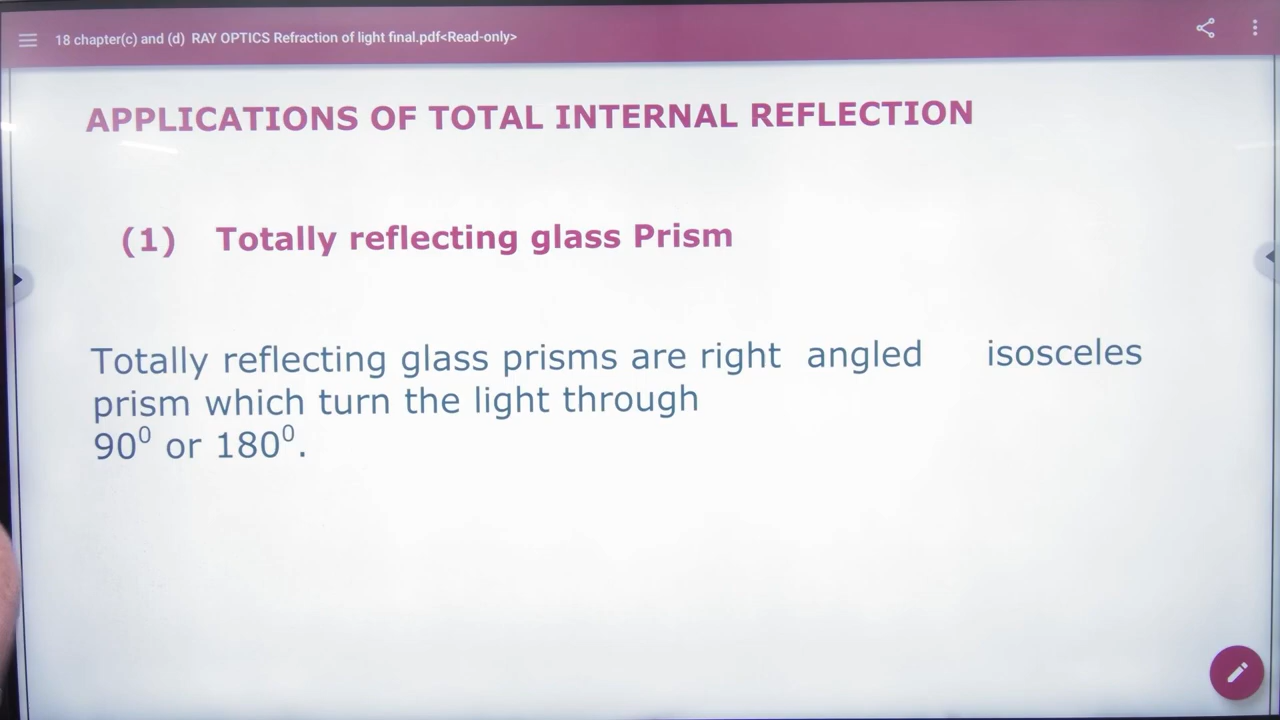 18 chapter(c) and (d) RAY OPTICS Refraction of light final.pdf<Read-only>
APPLICATIONS OF TOTAL INTERNAL REFLECTION
(1) Totally reflecting glass Prism
Totally reflecting glass prisms are right angled isosceles
prism which turn the light through
90⁰ or 180⁰.